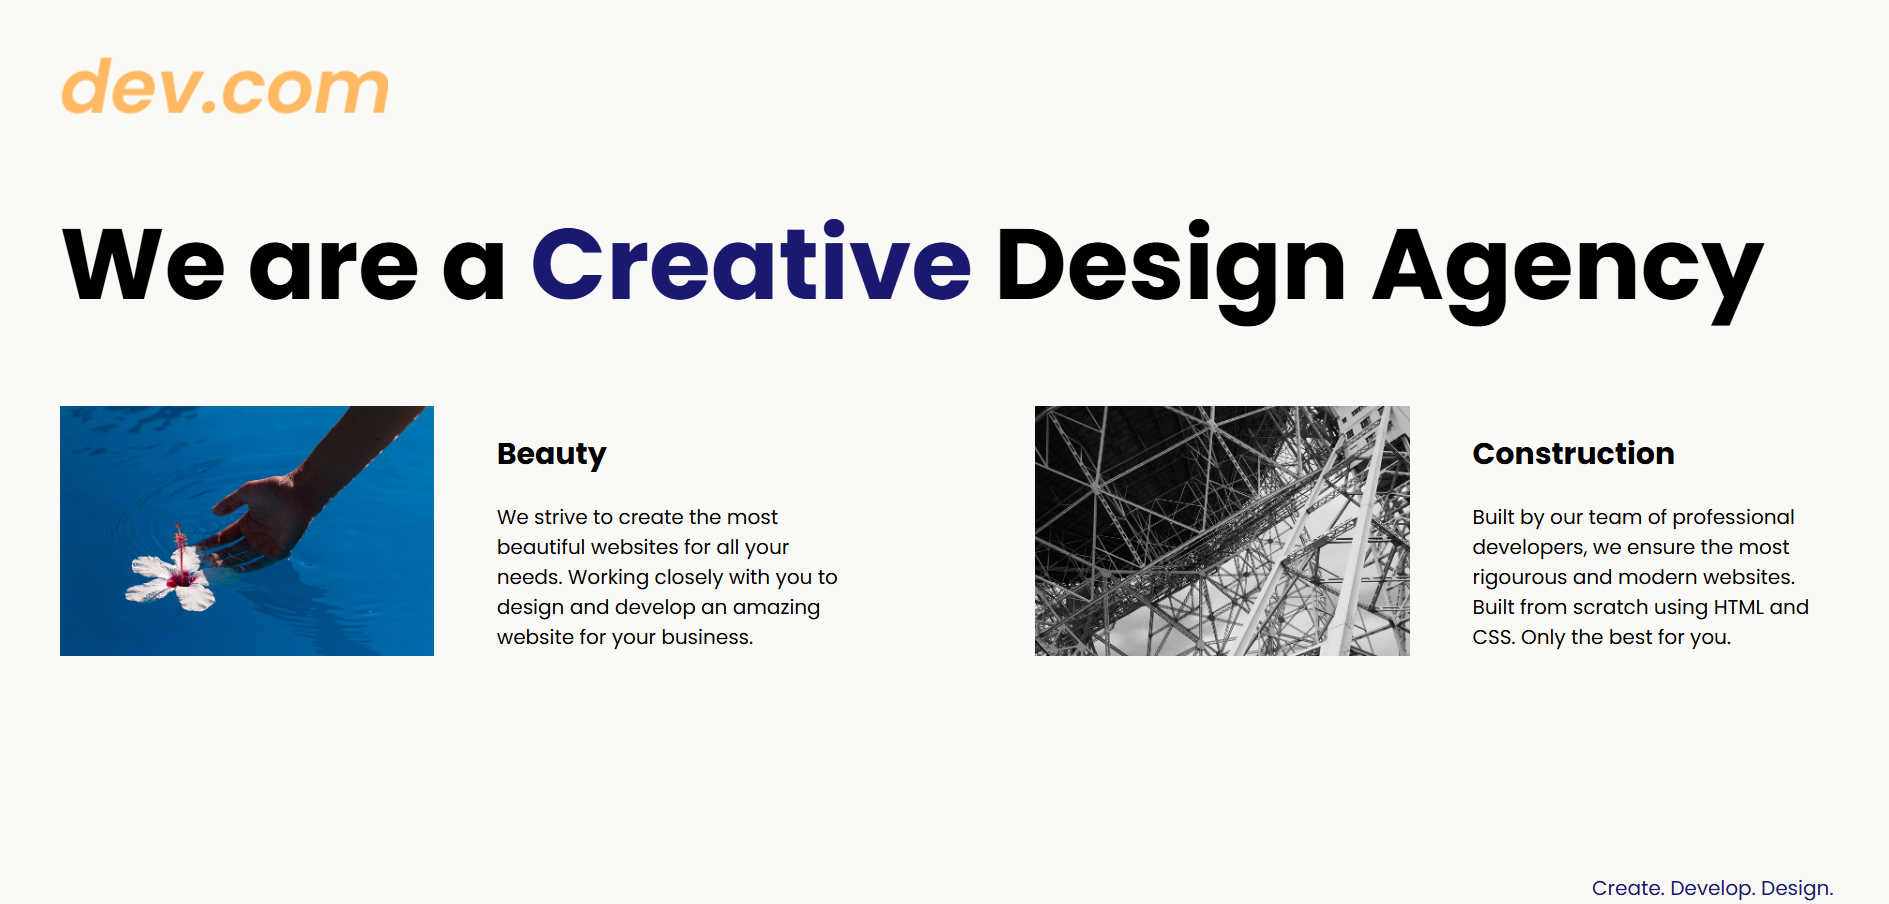 dev.com
We are a Creative Design Agency
Beauty
We strive to create the most
beautiful websites for all your
needs. Working closely with you to
design and develop an amazing
website for your business.
Construction
Built by our team of professional
developers, we ensure the most
rigourous and modern websites.
Built from scratch using HTML and
CSS. Only the best for you.
Create. Develop. Design.